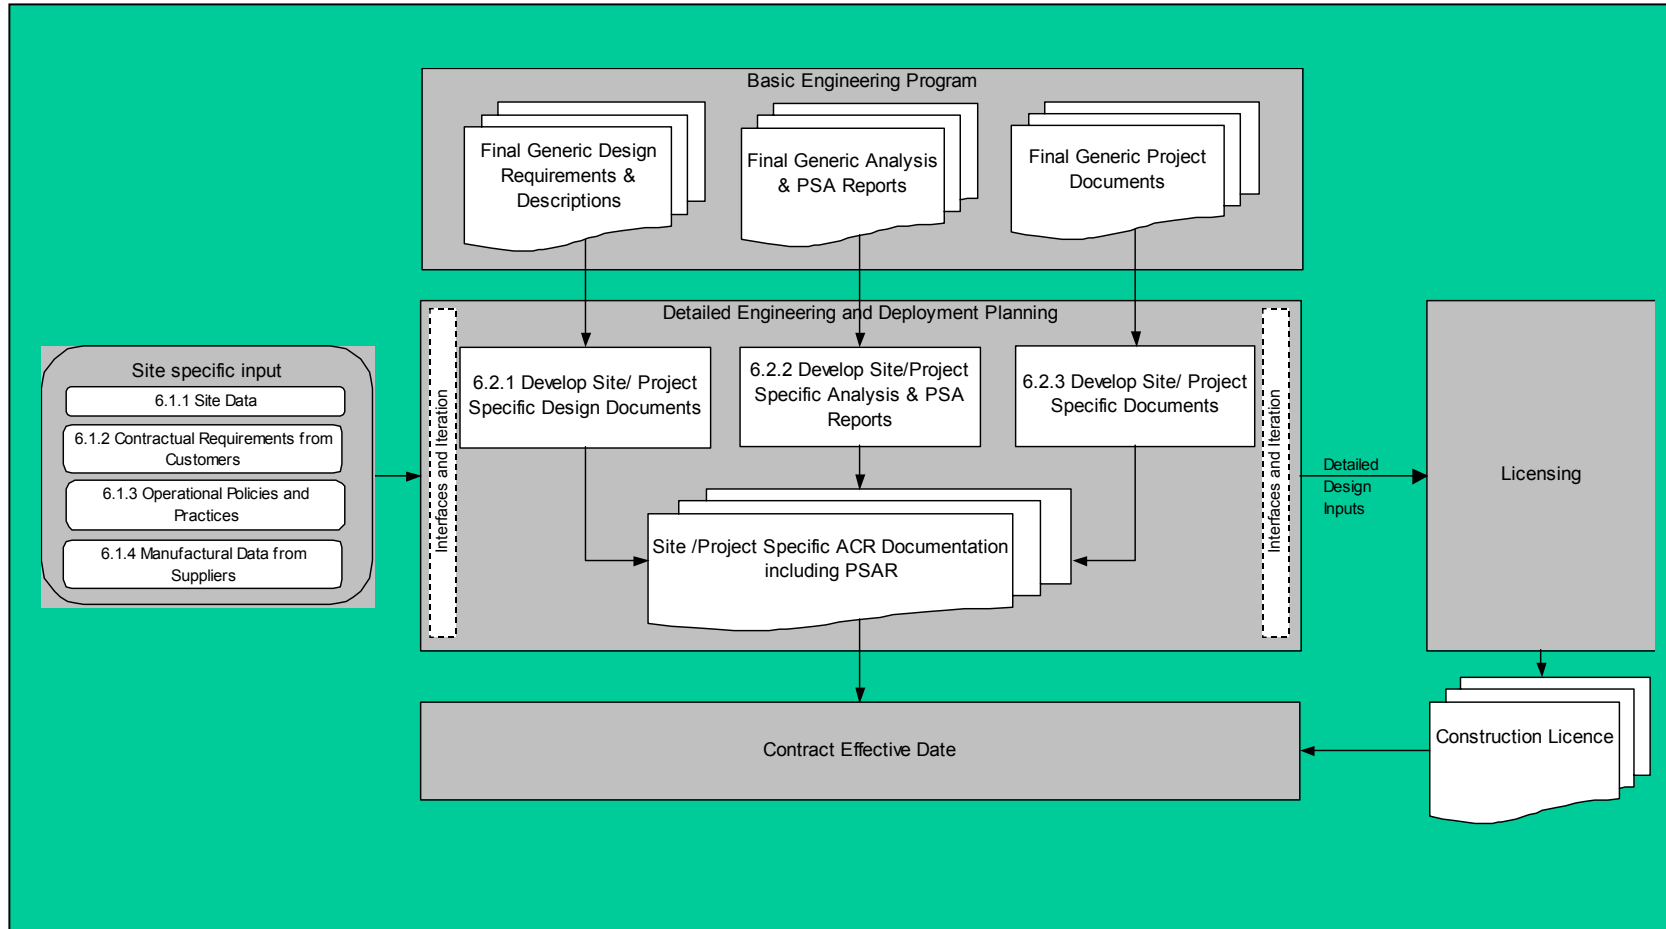 Basic Engineering Program
Final Generic Design
Requirements &
Descriptions
Final Generic Analysis
& PSA Reports
Final Generic Project
Documents
Detailed Engineering and Deployment Planning
Interfaces and Iteration
6.2.1 Develop Site/ Project
Specific Design Documents
6.2.2 Develop Site/Project
Specific Analysis & PSA
Reports
6.2.3 Develop Site/ Project
Specific Documents
Interfaces and Iteration
Site specific input
6.1.1 Site Data
6.1.2 Contractual Requirements from
Customers
6.1.3 Operational Policies and
Practices
6.1.4 Manufactural Data from
Suppliers
Site /Project Specific ACR Documentation
including PSAR
Detailed
Design
Inputs
Licensing
Construction Licence
Contract Effective Date